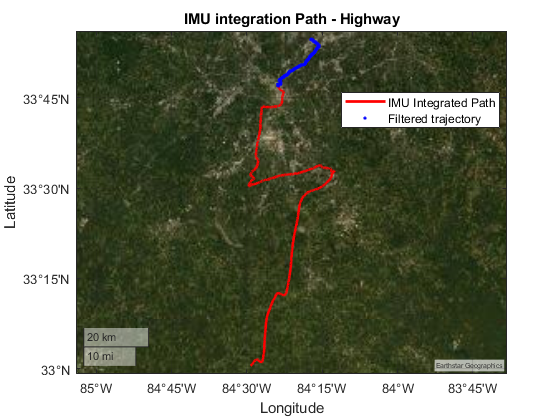 IMU integration Path - Highway
IMU Integrated Path
Filtered trajectory
Latitude
33°45'N
33°30'N
33°15'N
33°N
20 km
10 mi
Earthstar Geographics
85°W
84°45'W
84°30'W
84°15'W
84°W
83°45'W
Longitude